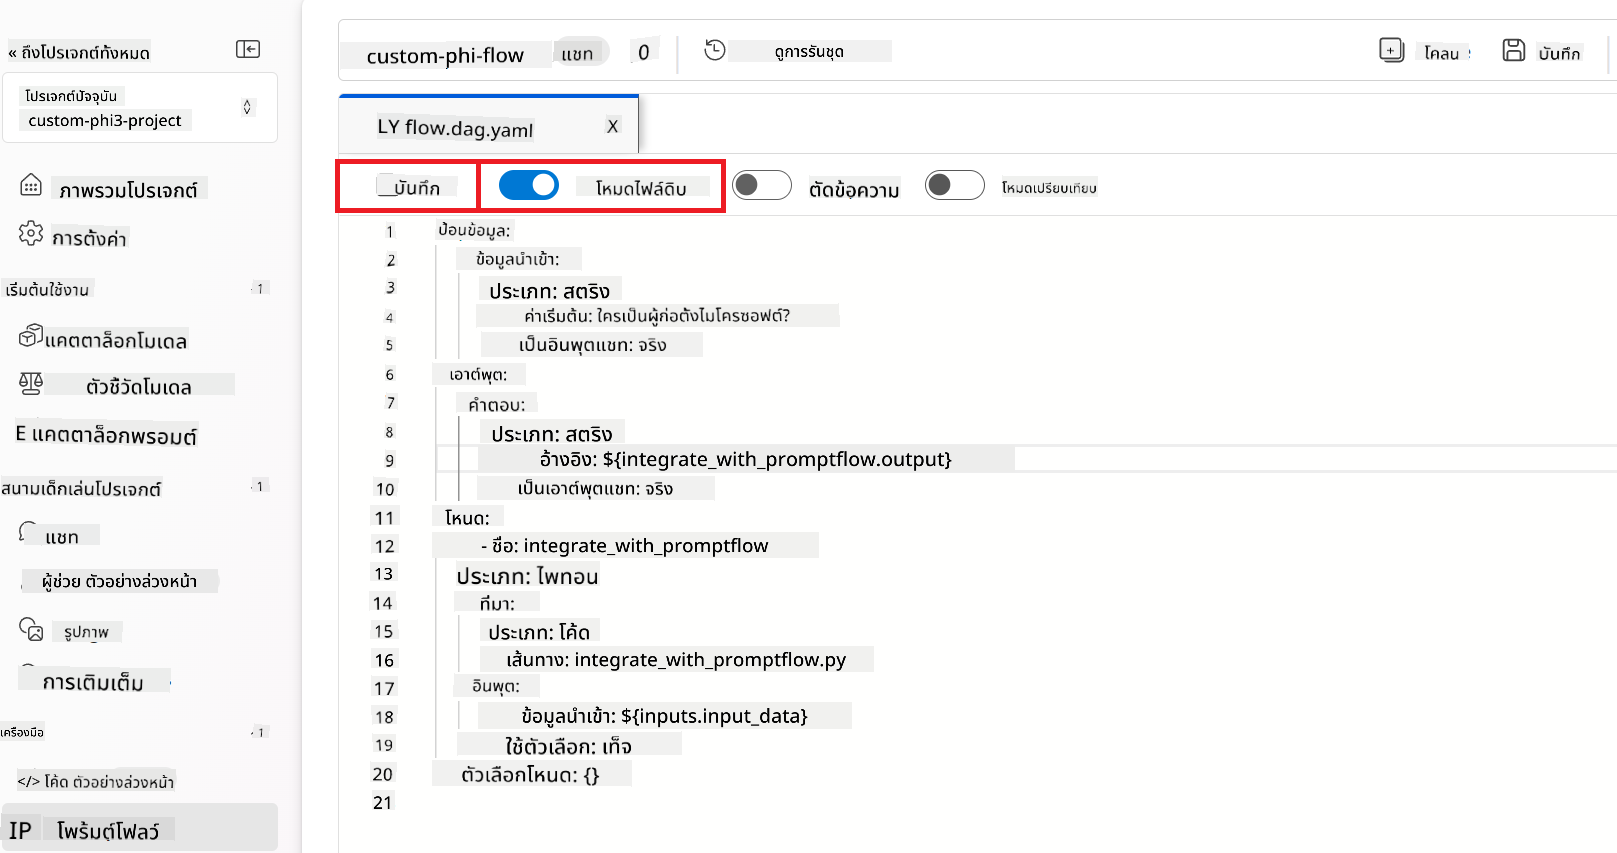 « ถึงโปรเจกต์ทั้งหมด
โปรเจกต์ปัจจุบัน
custom-phi3-project
ภาพรวมโปรเจกต์
การตั้งค่า
เริ่มต้นใช้งาน 1
แคตตาล็อกโมเดล
ตัวชี้วัดโมเดล
E แคตตาล็อกพรอมต์
สนามเด็กเล่นโปรเจกต์ 1
แชท
ผู้ช่วย ตัวอย่างล่วงหน้า
รูปภาพ
การเติมเต็ม
เครื่องมือ 1
</> โค้ด ตัวอย่างล่วงหน้า
IP โพร้มต์โฟลว์
custom-phi-flow แชท 0 ดูการรันชุด โคลน บันทึก
LY flow.dag.yaml X
บันทึก โหมดไฟล์ดิบ ตัดข้อความ โหมดเปรียบเทียบ
1 ป้อนข้อมูล:
2 ข้อมูลนำเข้า:
3 ประเภท: สตริง
4 ค่าเริ่มต้น: ใครเป็นผู้ก่อตั้งไมโครซอฟต์?
5 เป็นอินพุตแชท: จริง
6 เอาต์พุต:
7 คำตอบ:
8 ประเภท: สตริง
9 อ้างอิง: ${integrate_with_promptflow.output}
10 เป็นเอาต์พุตแชท: จริง
11 โหนด:
12 - ชื่อ: integrate_with_promptflow
13 ประเภท: ไพทอน
14 ที่มา:
15 ประเภท: โค้ด
16 เส้นทาง: integrate_with_promptflow.py
17 อินพุต:
18 ข้อมูลนำเข้า: ${inputs.input_data}
19 ใช้ตัวเลือก: เท็จ
20 ตัวเลือกโหนด: {}
21